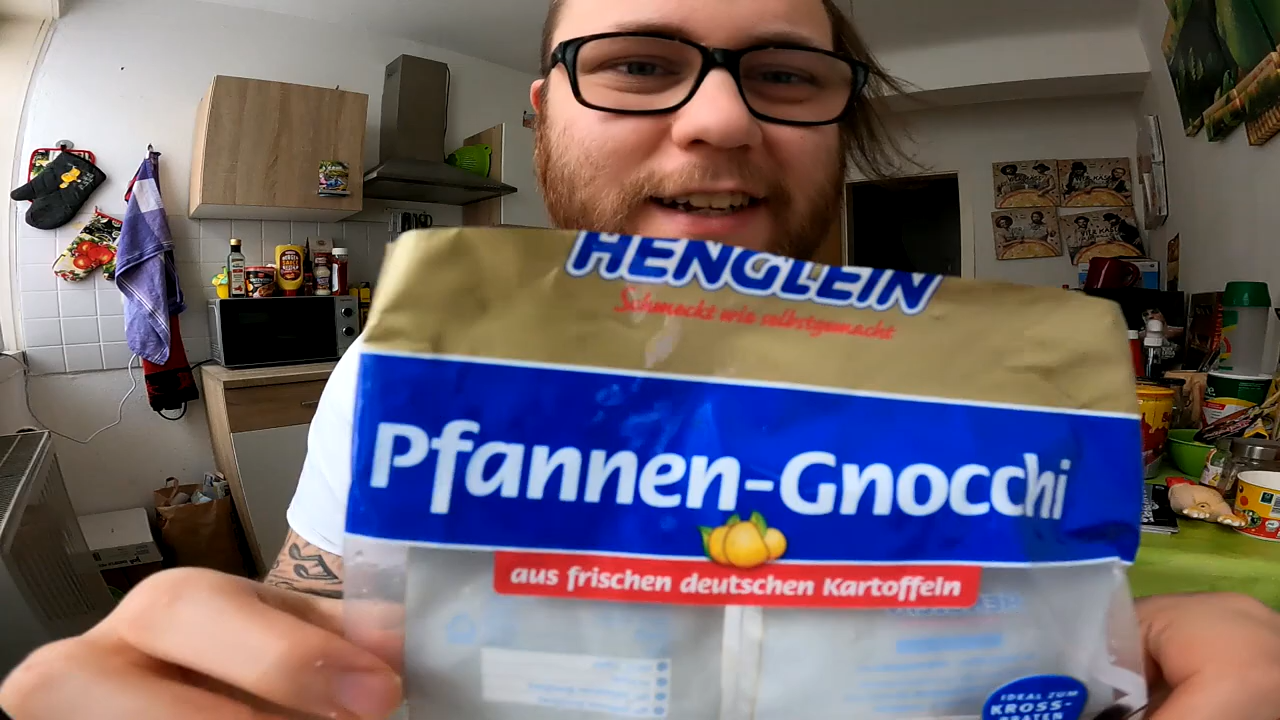 HENGLEIN
Schmeckt wie selbstgemacht
Pfannen-Gnocchi
aus frischen deutschen Kartoffeln
IDEAL ZUM
KROSS-
BRATEN